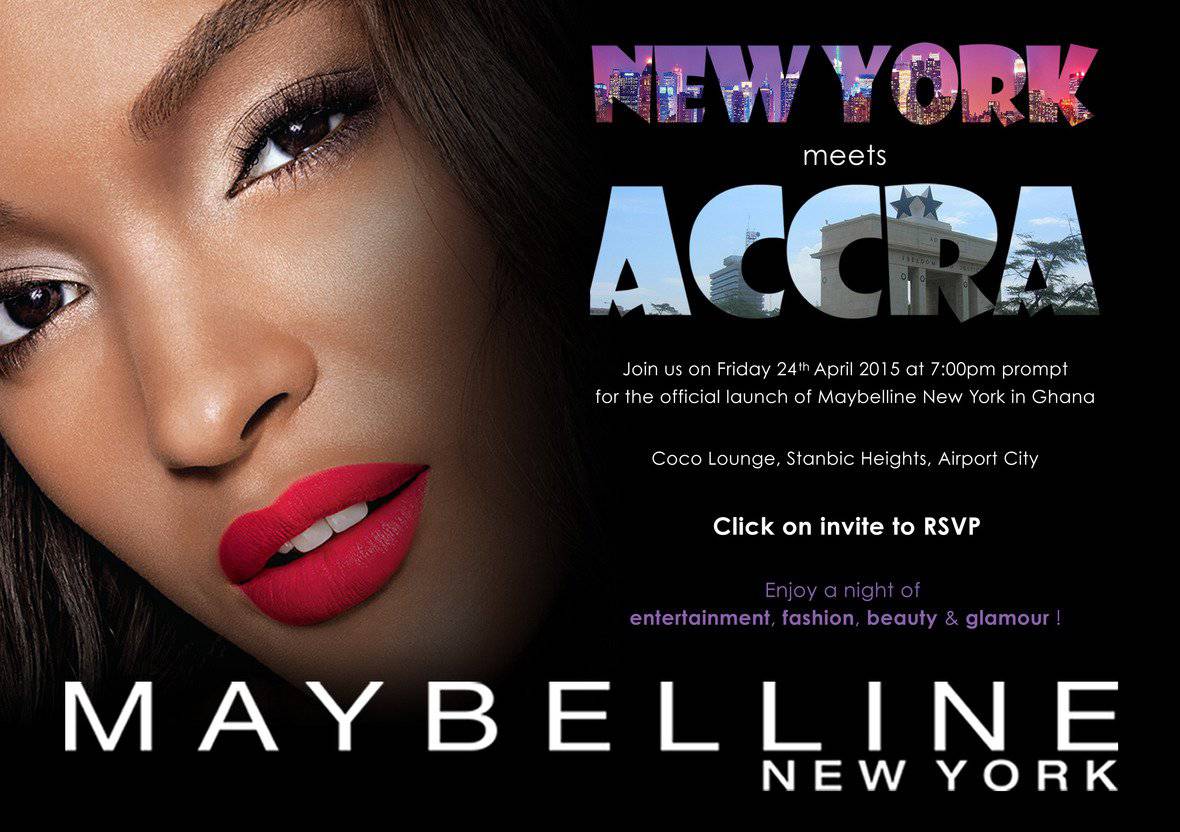 NEW YORK
meets
ACCRA
Join us on Friday 24th April 2015 at 7:00pm prompt
for the official launch of Maybelline New York in Ghana
Coco Lounge, Stanbic Heights, Airport City
Click on invite to RSVP
Enjoy a night of
entertainment, fashion, beauty & glamour !
MAYBELLINE
NEW YORK